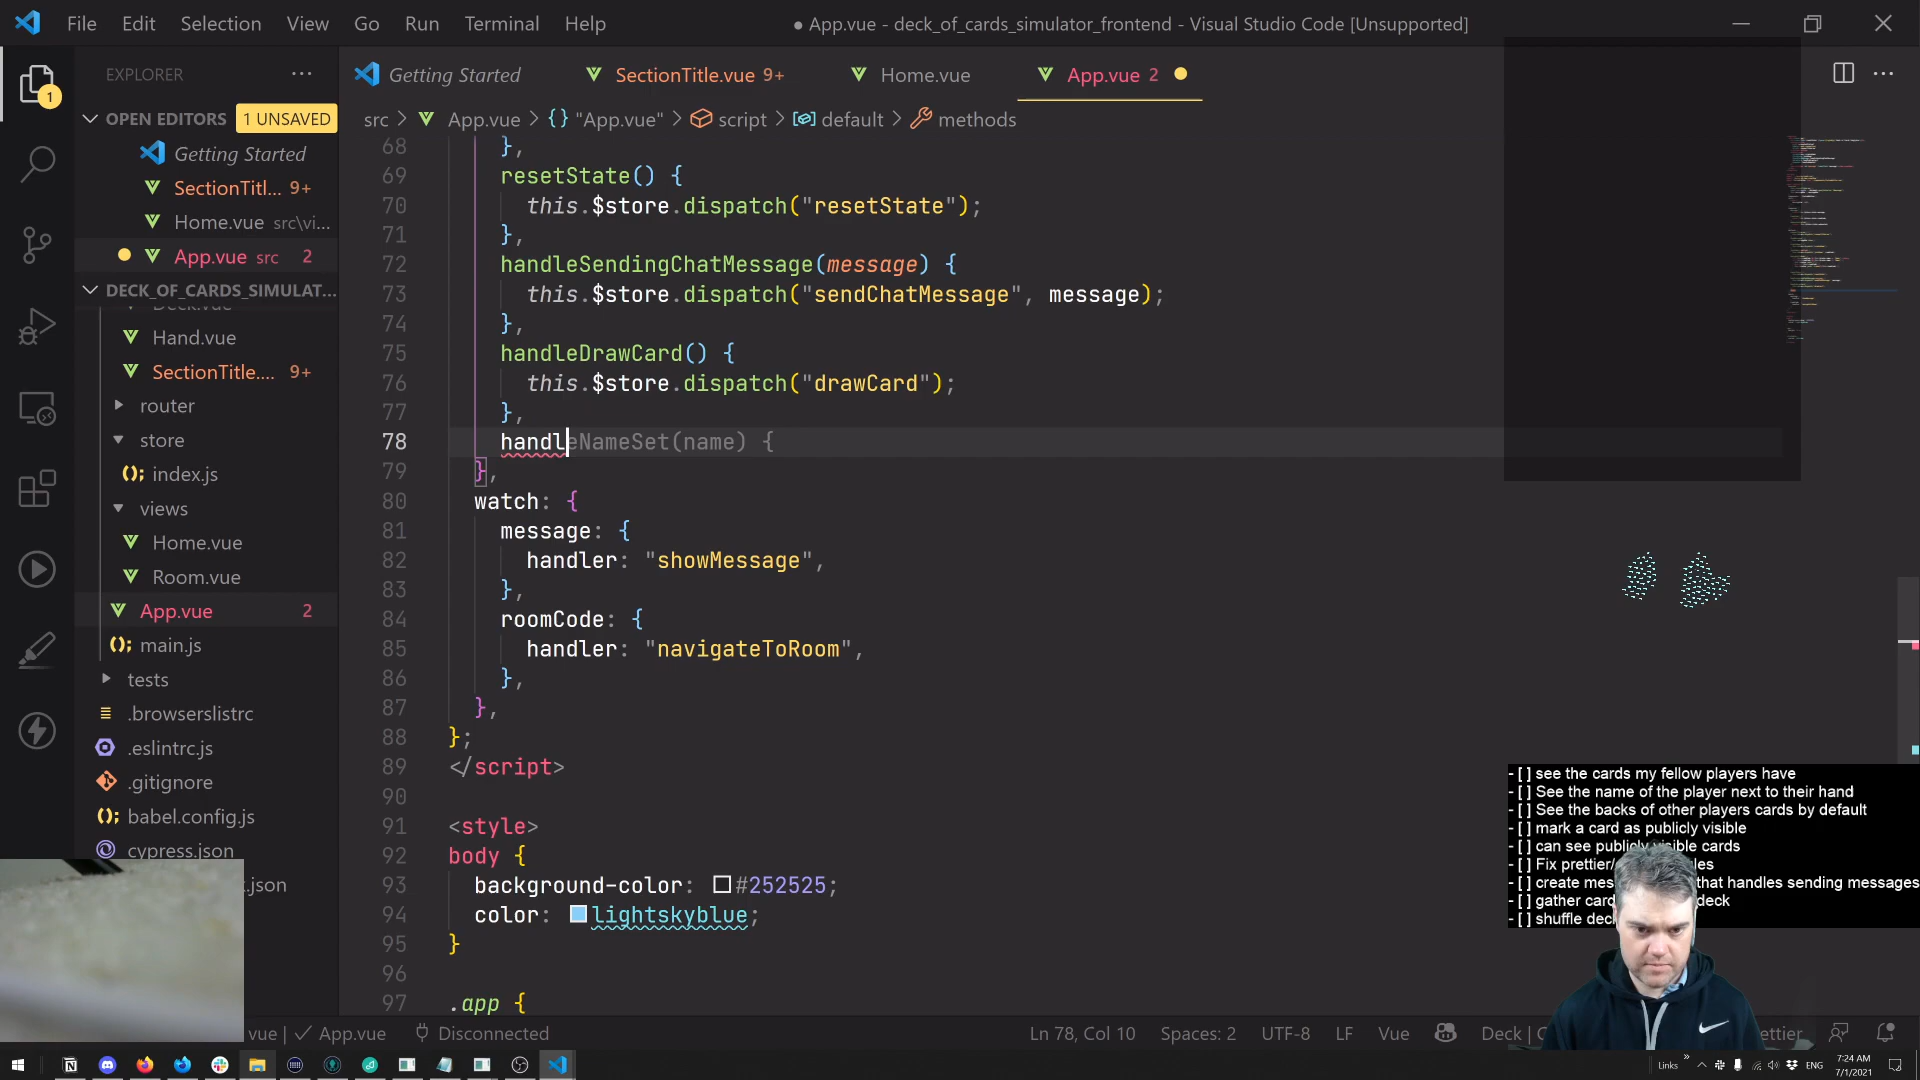 File Edit Selection View Go Run Terminal Help
● App.vue - deck_of_cards_simulator_frontend - Visual Studio Code [Unsupported]
EXPLORER
Getting Started
SectionTitle.vue 9+
Home.vue
App.vue 2
OPEN EDITORS 1 UNSAVED
src > App.vue > {} "App.vue" > script > default > methods
Getting Started
SectionTitl... 9+
Home.vue src\vi...
App.vue src 2
DECK_OF_CARDS_SIMULAT...
Deck.vue
Hand.vue
SectionTitle.... 9+
router
store
index.js
views
Home.vue
Room.vue
App.vue 2
main.js
tests
.browserslistrc
.eslintrc.js
.gitignore
babel.config.js
cypress.json
.json
68 },
69 resetState() {
70 this.$store.dispatch("resetState");
71 },
72 handleSendingChatMessage(message) {
73 this.$store.dispatch("sendChatMessage", message);
74 },
75 handleDrawCard() {
76 this.$store.dispatch("drawCard");
77 },
78 handleNameSet(name) {
79 },
80 watch: {
81 message: {
82 handler: "showMessage",
83 },
84 roomCode: {
85 handler: "navigateToRoom",
86 },
87 },
88 };
89 </script>
90
91 <style>
92 body {
93 background-color: #252525;
94 color: lightskyblue;
95 }
96
97 .app {
- [ ] see the cards my fellow players have
- [ ] See the name of the player next to their hand
- [ ] See the backs of other players cards by default
- [ ] mark a card as publicly visible
- [ ] can see publicly visible cards
- [ ] Fix prettier/
- [ ] create mes that handles sending messages
- [ ] gather card deck
- [ ] shuffle dec
vue | ✓ App.vue Disconnected Ln 78, Col 10 Spaces: 2 UTF-8 LF Vue Deck | ettier
Links » ENG 7:24 AM
7/1/2021
1